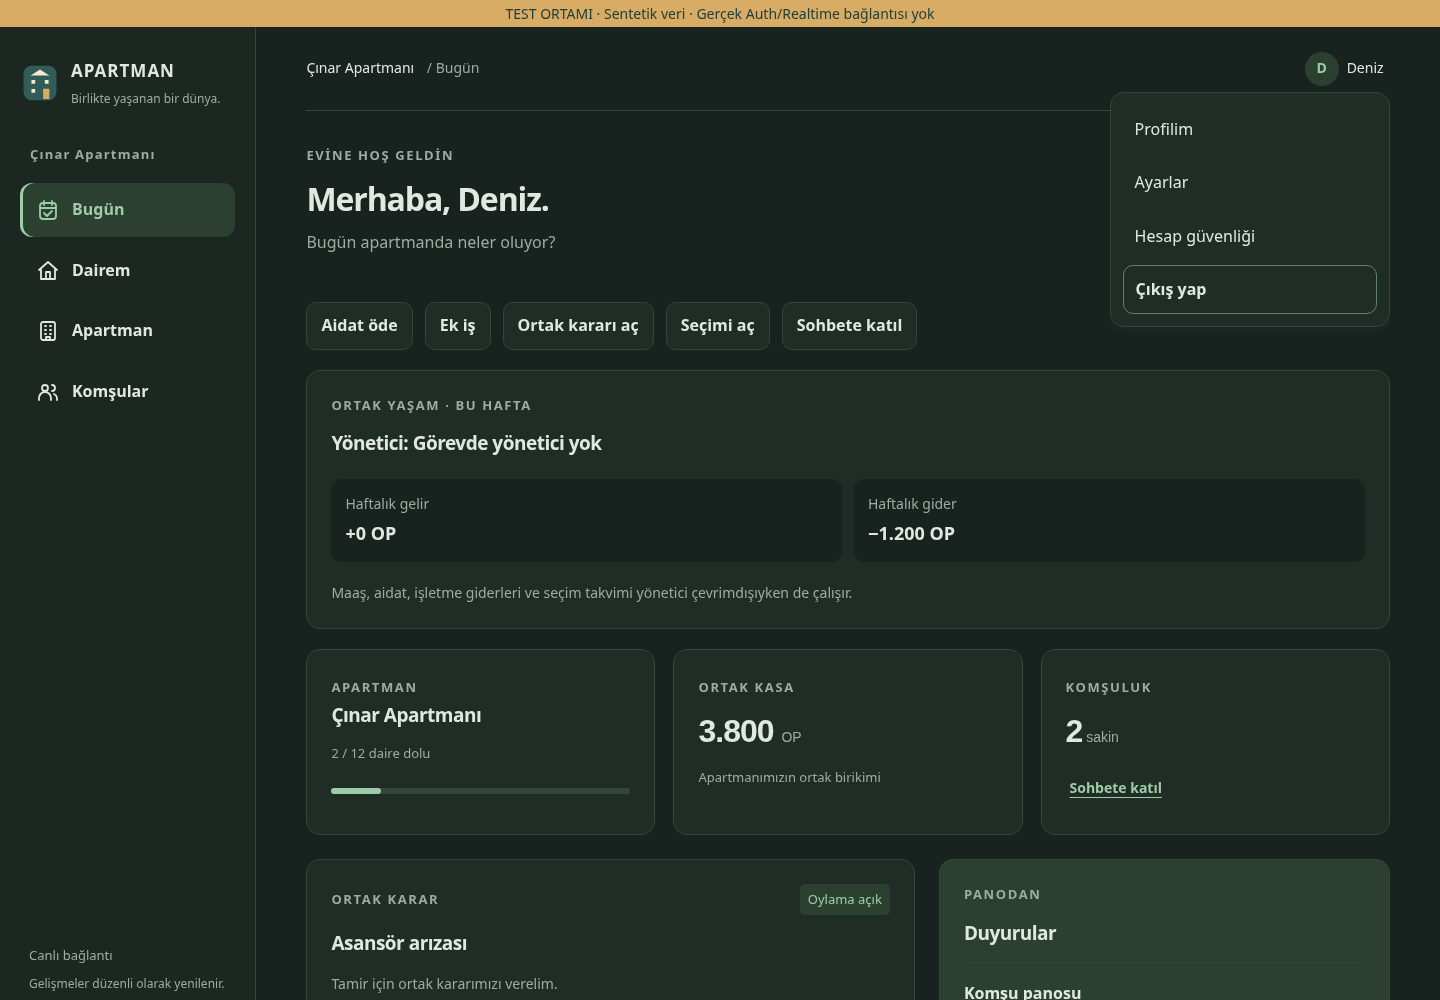 TEST ORTAMI · Sentetik veri · Gerçek Auth/Realtime bağlantısı yok
APARTMAN
Birlikte yaşanan bir dünya.
Çınar Apartmanı
Bugün
Dairem
Apartman
Komşular
Canlı bağlantı
Gelişmeler düzenli olarak yenilenir.
Çınar Apartmanı / Bugün
D Deniz
Profilim
Ayarlar
Hesap güvenliği
Çıkış yap
EVİNE HOŞ GELDİN
Merhaba, Deniz.
Bugün apartmanda neler oluyor?
Aidat öde Ek iş Ortak kararı aç Seçimi aç Sohbete katıl
ORTAK YAŞAM · BU HAFTA
Yönetici: Görevde yönetici yok
Haftalık gelir
+0 OP
Haftalık gider
−1.200 OP
Maaş, aidat, işletme giderleri ve seçim takvimi yönetici çevrimdışıyken de çalışır.
APARTMAN
Çınar Apartmanı
2 / 12 daire dolu
ORTAK KASA
3.800 OP
Apartmanımızın ortak birikimi
KOMŞULUK
2 sakin
Sohbete katıl
ORTAK KARAR
Oylama açık
Asansör arızası
Tamir için ortak kararımızı verelim.
PANODAN
Duyurular
Komşu panosu